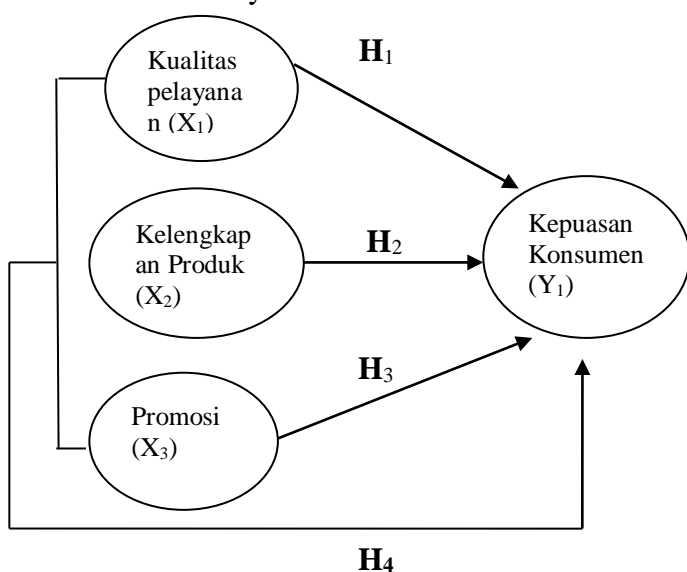 H1
Kualitas
pelayana
n (X1)
Kelengkap
an Produk
(X2)
H2
Kepuasan
Konsumen
(Y1)
H3
Promosi
(X3)
H4